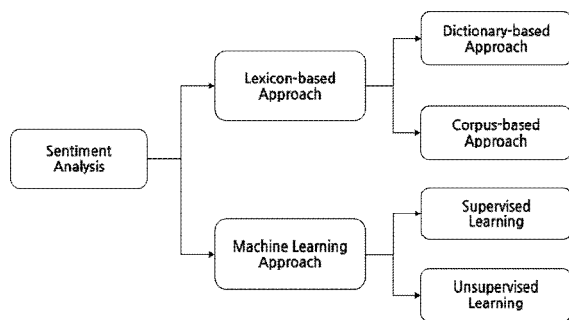 Dictionary-based
Approach
Lexicon-based
Approach
Corpus-based
Approach
Sentiment
Analysis
Supervised
Learning
Machine Learning
Approach
Unsupervised
Learning